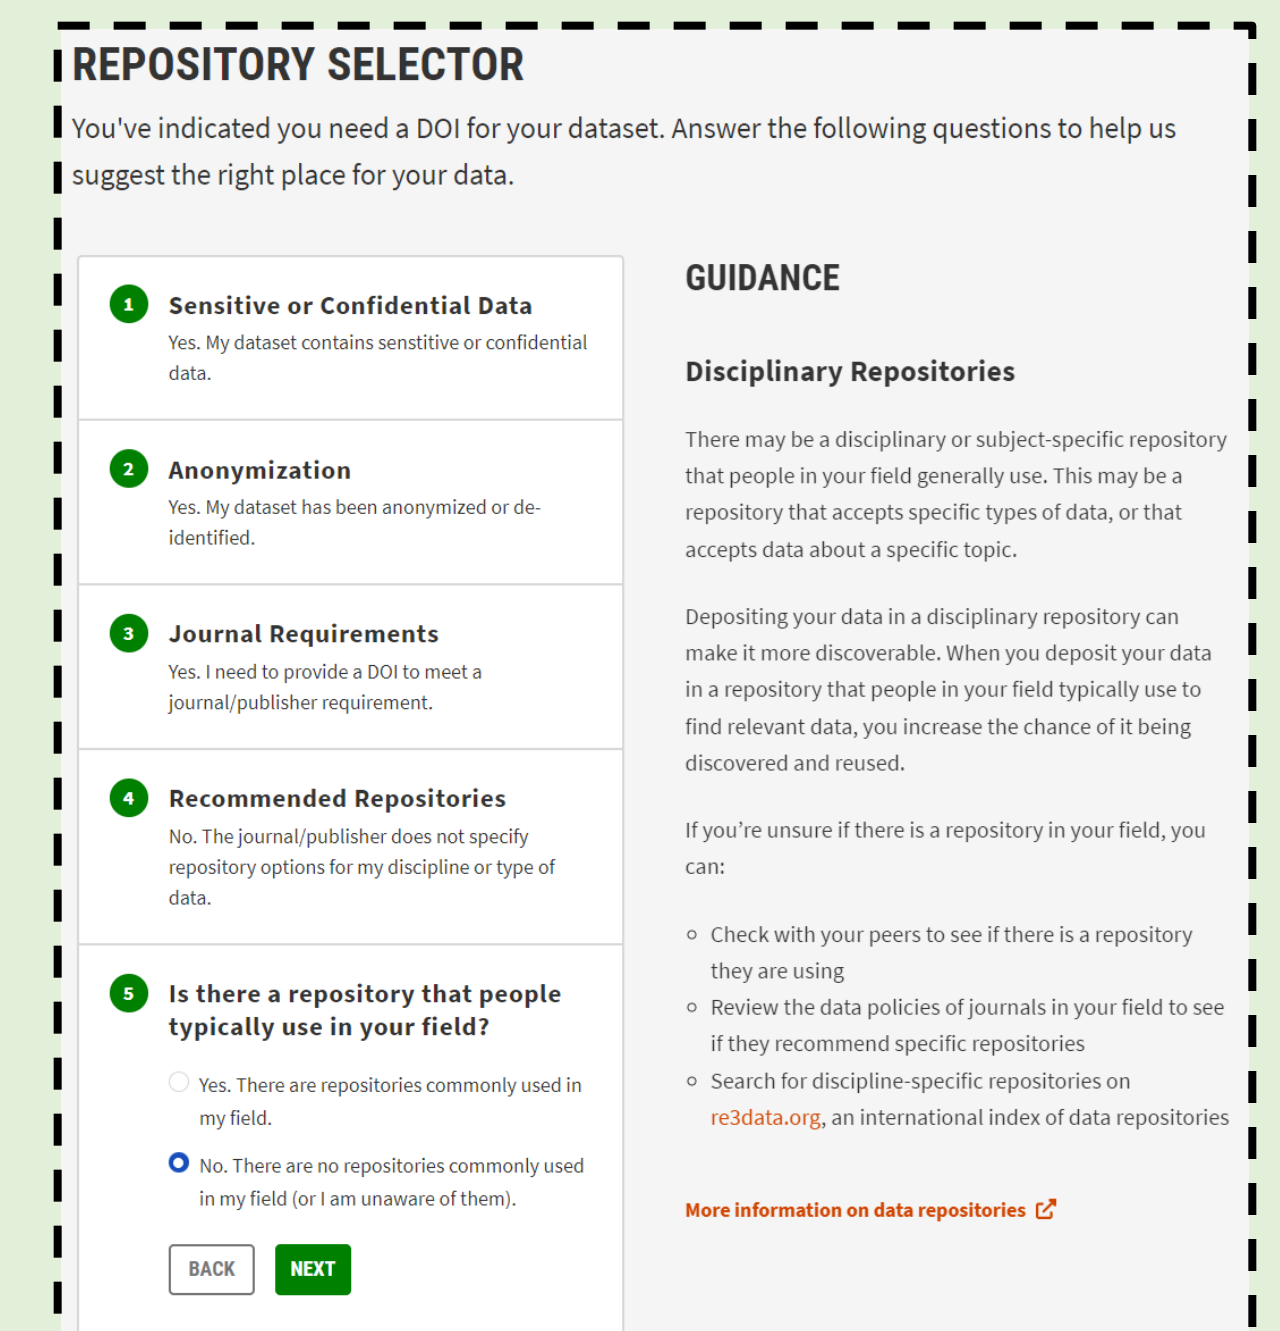 REPOSITORY SELECTOR
You've indicated you need a DOI for your dataset. Answer the following questions to help us
suggest the right place for your data.
1 Sensitive or Confidential Data
Yes. My dataset contains senstitive or confidential
data.
2 Anonymization
Yes. My dataset has been anonymized or de-
identified.
3 Journal Requirements
Yes. I need to provide a DOI to meet a
journal/publisher requirement.
4 Recommended Repositories
No. The journal/publisher does not specify
repository options for my discipline or type of
data.
5 Is there a repository that people
typically use in your field?
Yes. There are repositories commonly used in
my field.
No. There are no repositories commonly used
in my field (or I am unaware of them).
BACK NEXT
GUIDANCE
Disciplinary Repositories
There may be a disciplinary or subject-specific repository
that people in your field generally use. This may be a
repository that accepts specific types of data, or that
accepts data about a specific topic.
Depositing your data in a disciplinary repository can
make it more discoverable. When you deposit your data
in a repository that people in your field typically use to
find relevant data, you increase the chance of it being
discovered and reused.
If you’re unsure if there is a repository in your field, you
can:
Check with your peers to see if there is a repository
they are using
Review the data policies of journals in your field to see
if they recommend specific repositories
Search for discipline-specific repositories on
re3data.org, an international index of data repositories
More information on data repositories